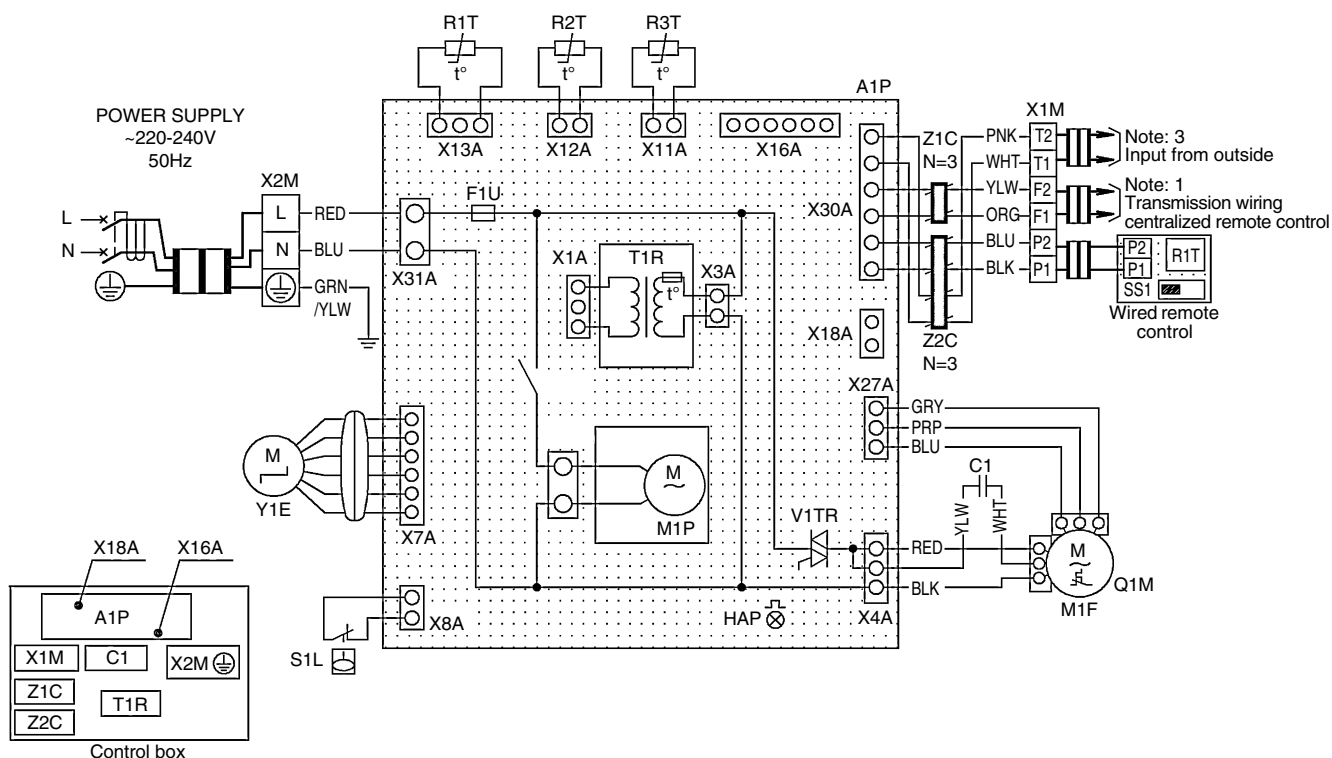 R1T
R2T
R3T
t°
t°
t°
A1P
X13A
X12A
X11A
X16A
POWER SUPPLY
~220-240V
50Hz
X2M
L
N
L
N
RED
BLU
GRN
/YLW
X31A
F1U
X1A
T1R
t°
X3A
X30A
X18A
X27A
Z1C
N=3
Z2C
N=3
X1M
PNK
T2
WHT
T1
YLW
F2
ORG
F1
BLU
P2
BLK
P1
Note: 3
Input from outside
Note: 1
Transmission wiring
centralized remote control
P2
P1
R1T
SS1
Wired remote
control
GRY
PRP
BLU
C1
YLW
WHT
M
Y1E
X7A
M
~
M1P
V1TR
RED
BLK
X4A
HAP
M
M1F
Q1M
X8A
S1L
X18A
X16A
A1P
X1M
C1
X2M
Z1C
T1R
Z2C
Control box